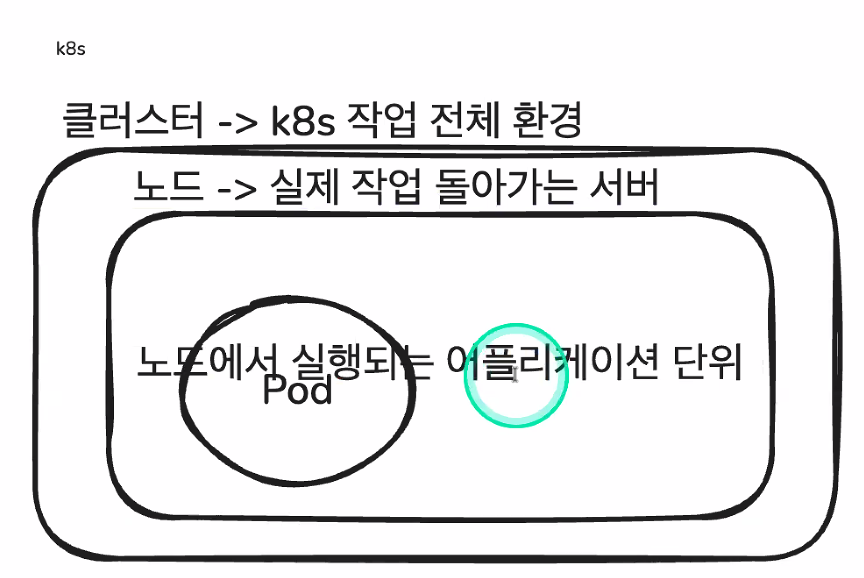 k8s
클러스터 -> k8s 작업 전체 환경
노드 -> 실제 작업 돌아가는 서버
노드에서 실행되는 어플리케이션 단위
Pod